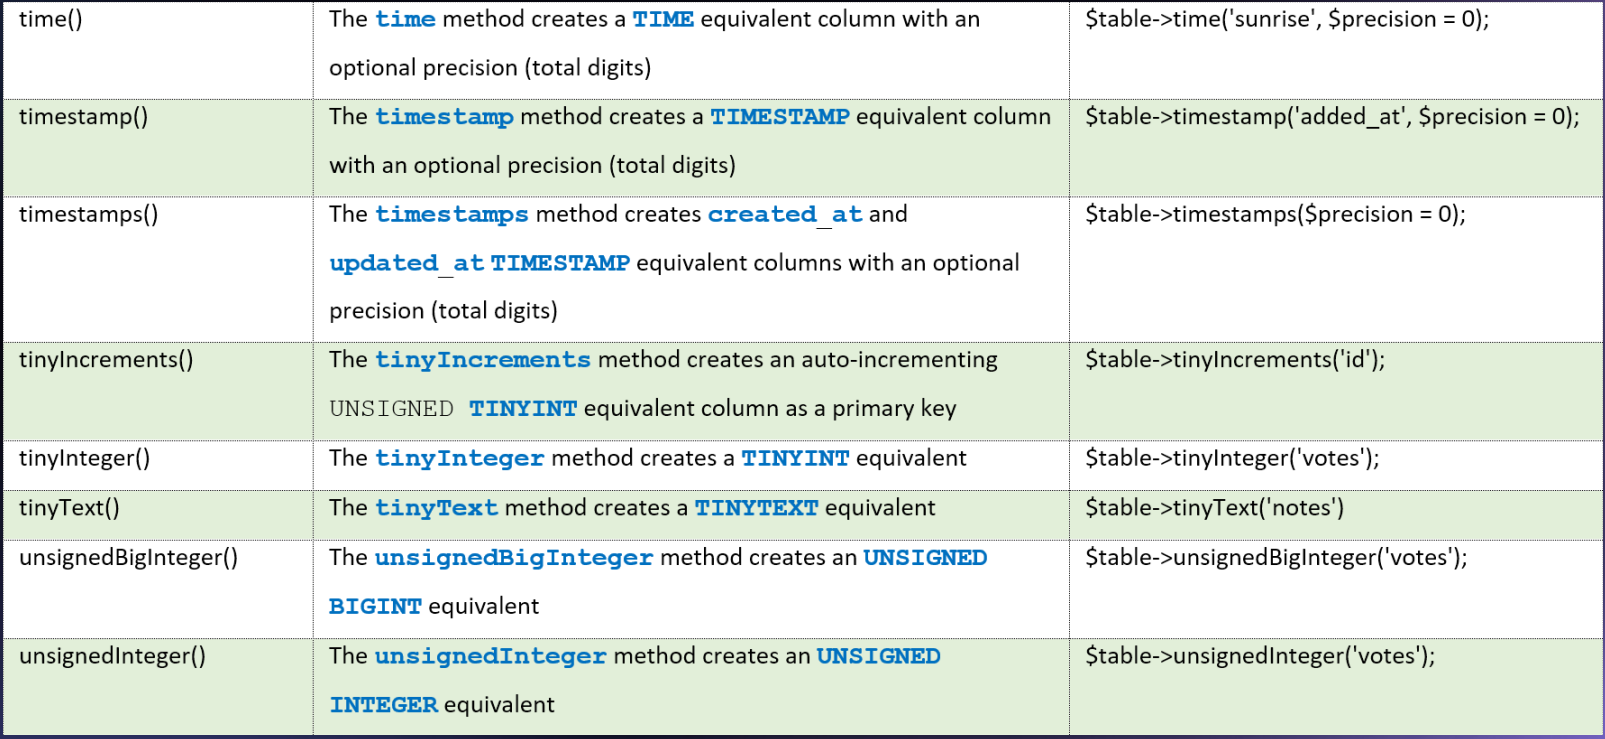 time()
The time method creates a TIME equivalent column with an
optional precision (total digits)
$table->time('sunrise', $precision = 0);
timestamp()
The timestamp method creates a TIMESTAMP equivalent column
with an optional precision (total digits)
$table->timestamp('added_at', $precision = 0);
timestamps()
The timestamps method creates created_at and
updated_at TIMESTAMP equivalent columns with an optional
precision (total digits)
$table->timestamps($precision = 0);
tinyIncrements()
The tinyIncrements method creates an auto-incrementing
UNSIGNED TINYINT equivalent column as a primary key
$table->tinyIncrements('id');
tinyInteger()
The tinyInteger method creates a TINYINT equivalent
$table->tinyInteger('votes');
tinyText()
The tinyText method creates a TINYTEXT equivalent
$table->tinyText('notes')
unsignedBigInteger()
The unsignedBigInteger method creates an UNSIGNED
BIGINT equivalent
$table->unsignedBigInteger('votes');
unsignedInteger()
The unsignedInteger method creates an UNSIGNED
INTEGER equivalent
$table->unsignedInteger('votes');